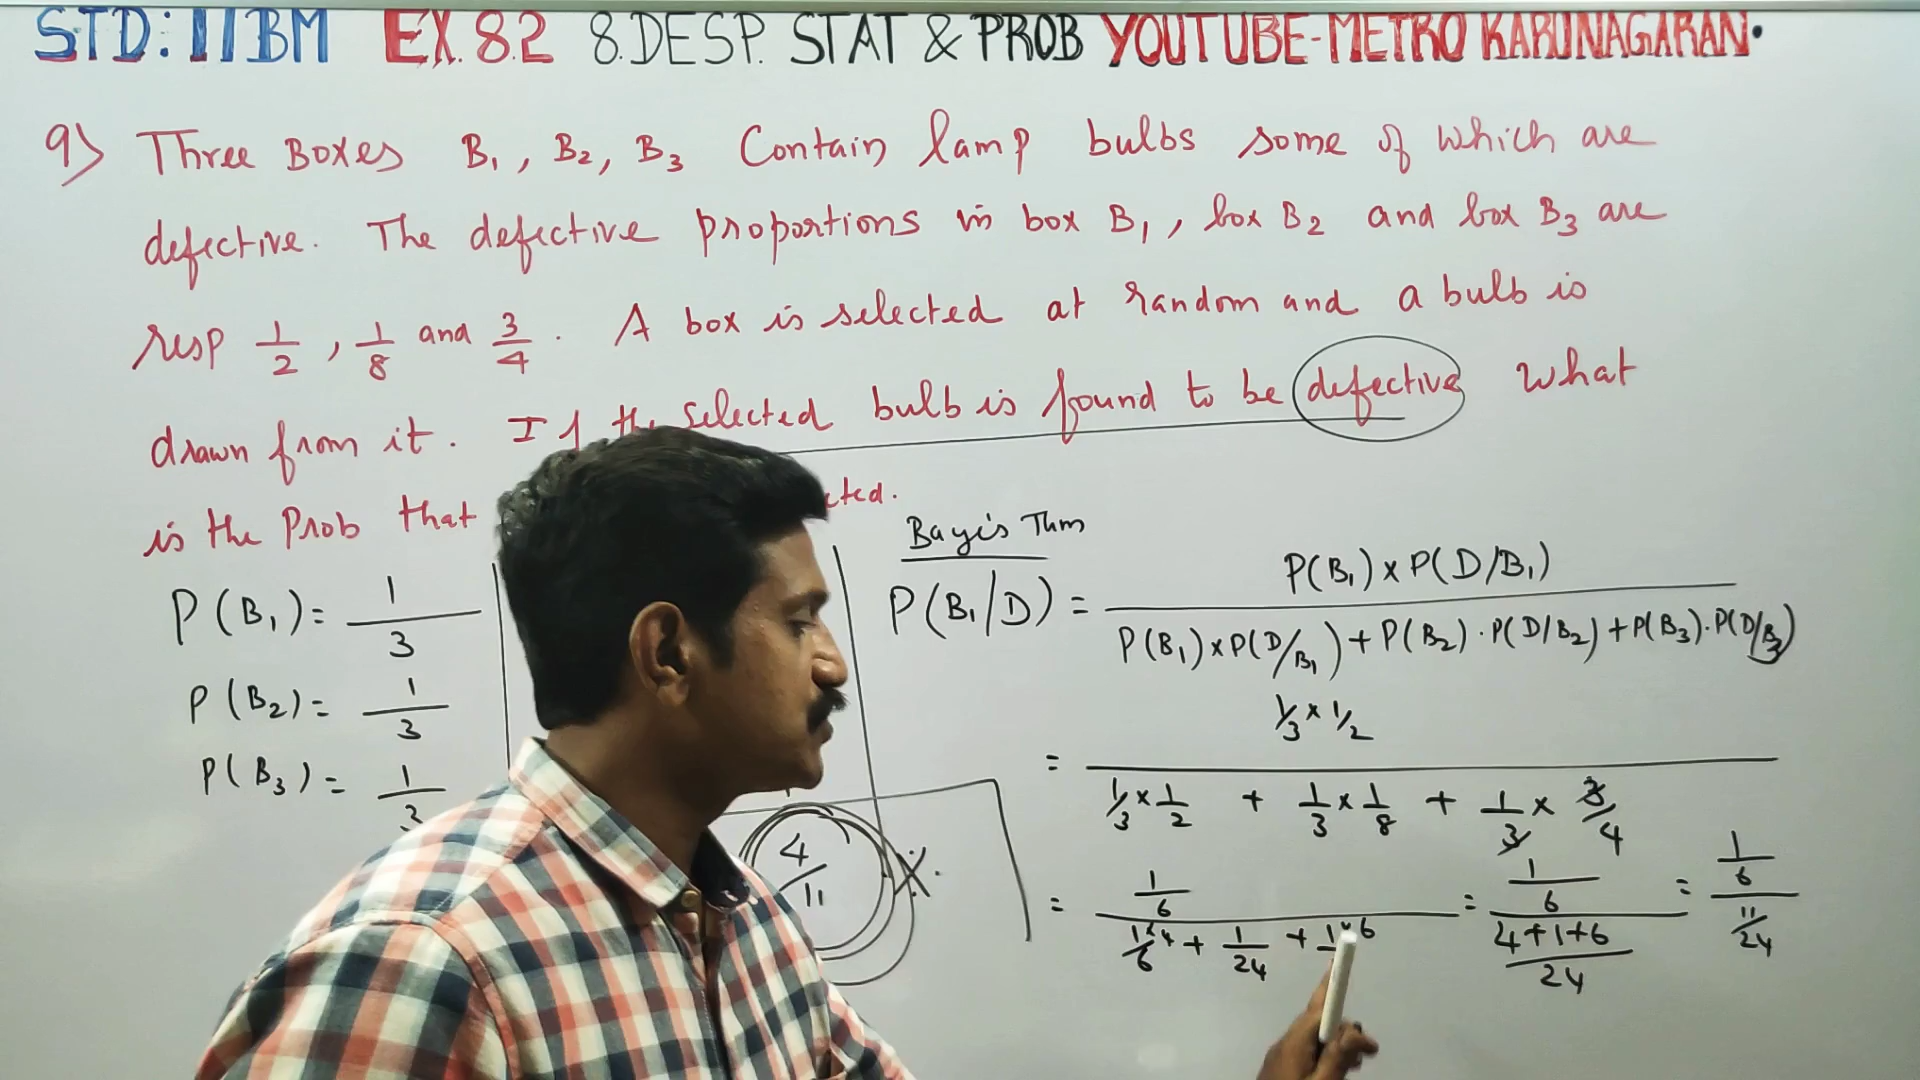 STD: 11 BM EX. 8.2 8. DESP. STAT & PROB YOUTUBE-METRO KARUNAGARAN.
9) Three Boxes B₁, B₂, B₃ Contain lamp bulbs some of which are
defective. The defective proportions in box B₁, box B₂ and box B₃ are
resp 1/2, 1/8 and 3/4. A box is selected at random and a bulb is
drawn from it. If the selected bulb is found to be defective what
is the Prob that
Baye's Thm
P(B₁) = 1/3
P(B₂) = 1/3
P(B₃) = 1/3
4/11
P(B₁/D) = P(B₁) × P(D/B₁) / P(B₁) × P(D/B₁) + P(B₂) · P(D/B₂) + P(B₃) · P(D/B₃)
= 1/3 × 1/2 / 1/3 × 1/2 + 1/3 × 1/8 + 1/3 × 3/4
= 1/6 / 1×4/6 + 1/24 + 1×6 = 1/6 / 4+1+6/24 = 1/6 / 11/24